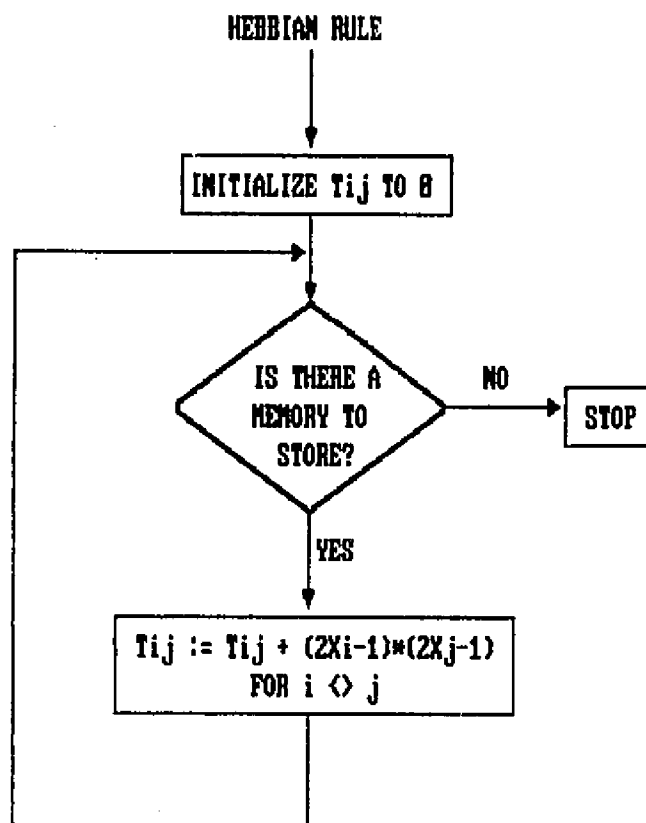 HEBBIAN RULE
INITIALIZE Tij TO 0
IS THERE A
MEMORY TO
STORE?
NO
STOP
YES
Tij := Tij + (2Xi-1)*(2Xj-1)
FOR i <> j